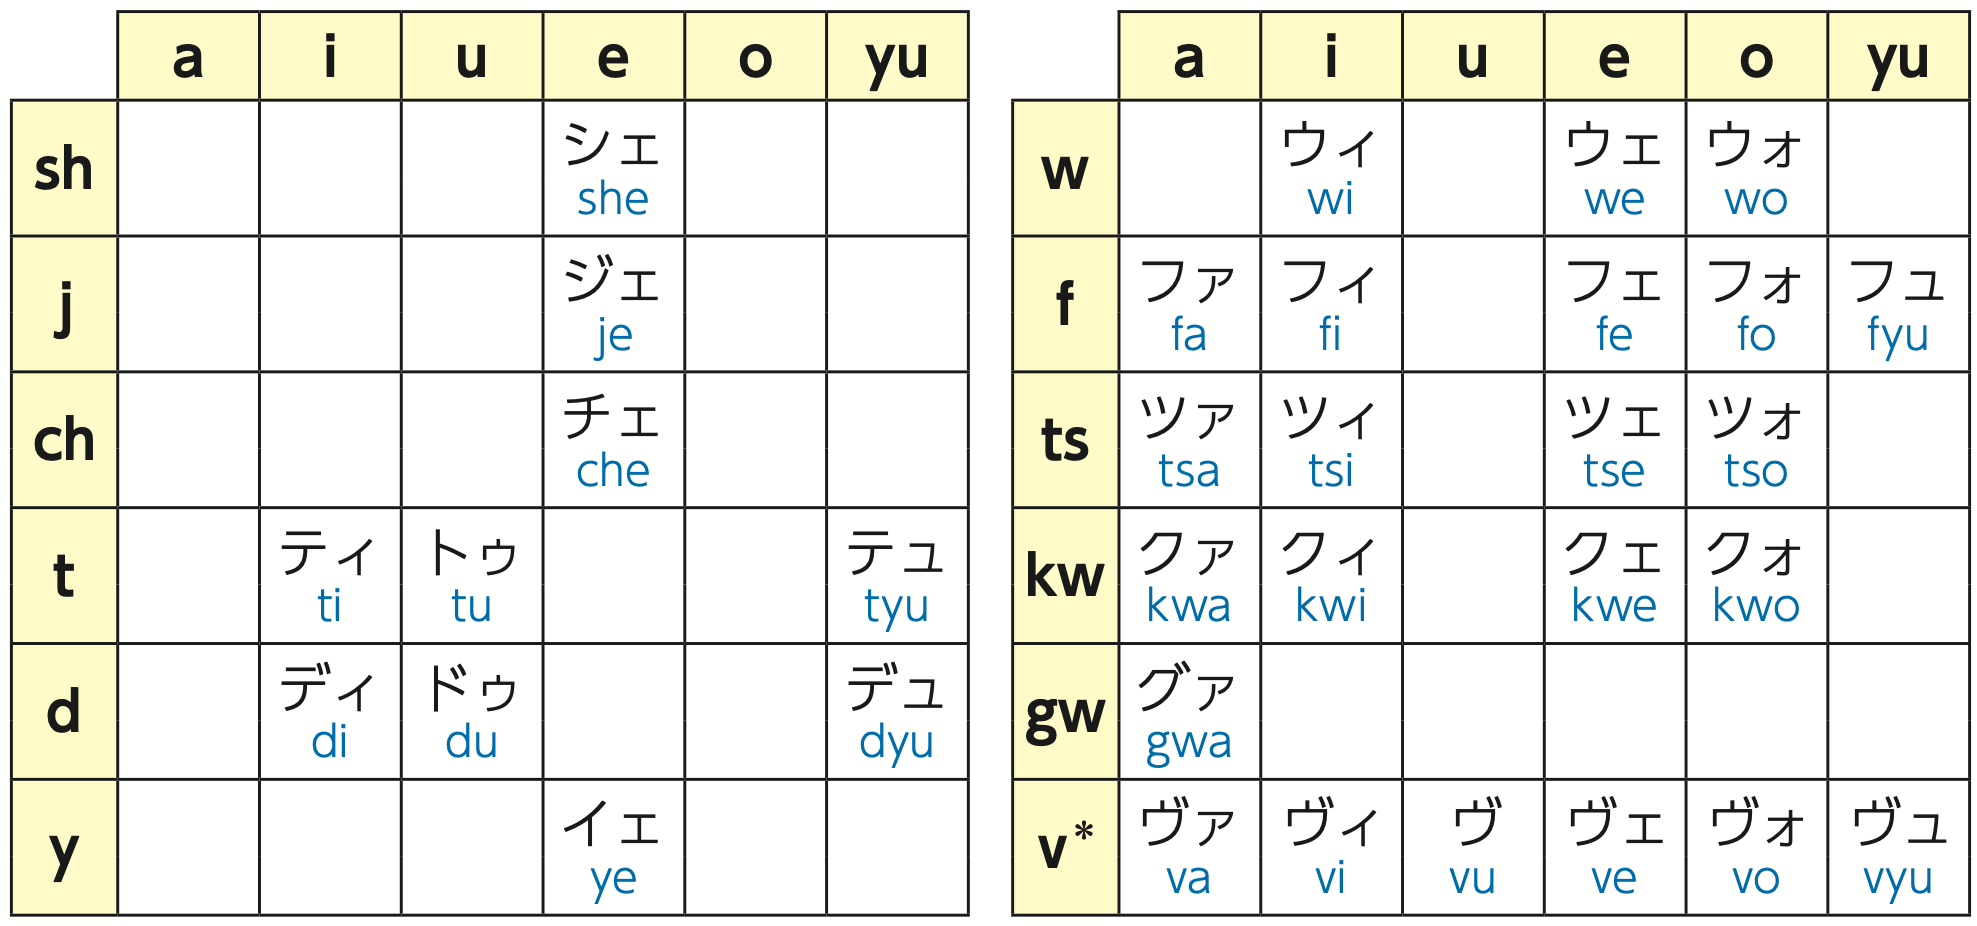 a i u e o yu
sh シェ
she
j ジェ
je
ch チェ
che
t ティ トゥ テュ
ti tu tyu
d ディ ドゥ デュ
di du dyu
y イェ
ye
a i u e o yu
w ウィ ウェ ウォ
wi we wo
f ファ フィ フェ フォ フュ
fa fi fe fo fyu
ts ツァ ツィ ツェ ツォ
tsa tsi tse tso
kw クァ クィ クェ クォ
kwa kwi kwe kwo
gw グァ
gwa
v* ヴァ ヴィ ヴ ヴェ ヴォ ヴュ
va vi vu ve vo vyu